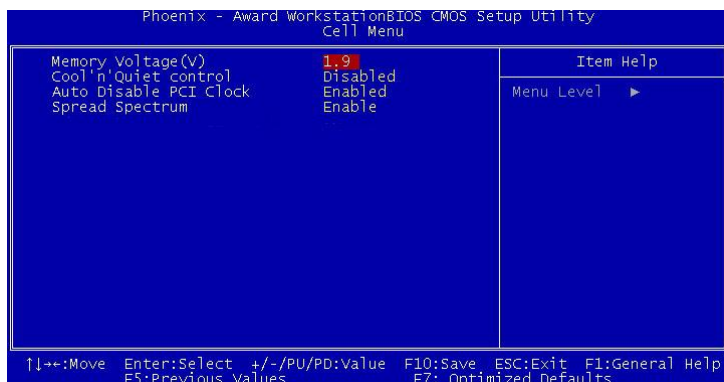 Phoenix - Award WorkstationBIOS CMOS Setup Utility
Cell Menu
Memory Voltage(V) 1.9
Cool'n'Quiet control Disabled
Auto Disable PCI Clock Enabled
Spread Spectrum Enable
Item Help
Menu Level ►
↑↓→←:Move Enter:Select +/-/PU/PD:Value F10:Save ESC:Exit F1:General Help
F5:Previous Values F7: Optimized Defaults